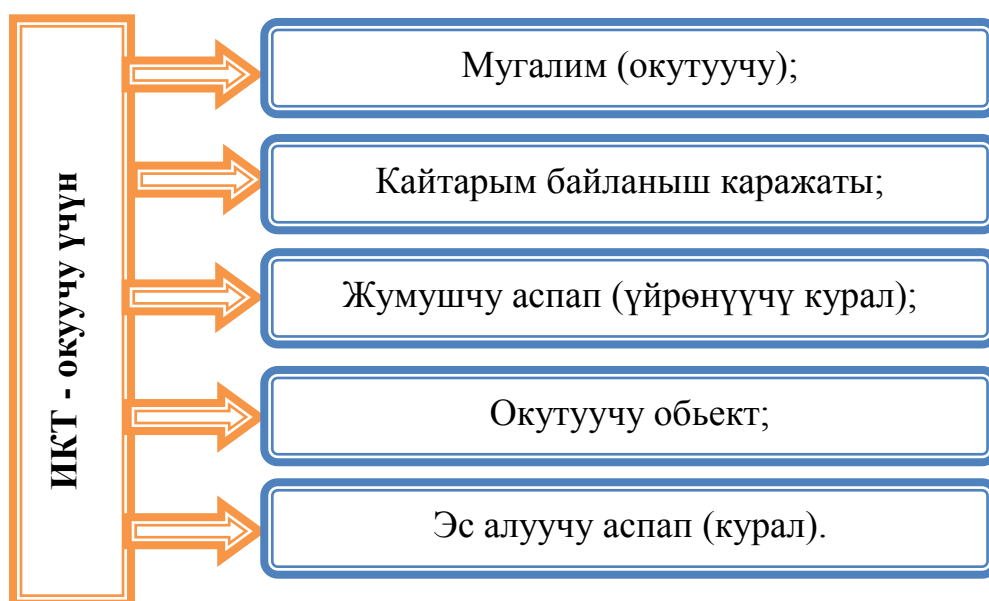 ИКТ - окуучу үчүн
Мугалим (окутуучу);
Кайтарым байланыш каражаты;
Жумушчу аспап (үйрөнүүчү курал);
Окутуучу обьект;
Эс алуучу аспап (курал).